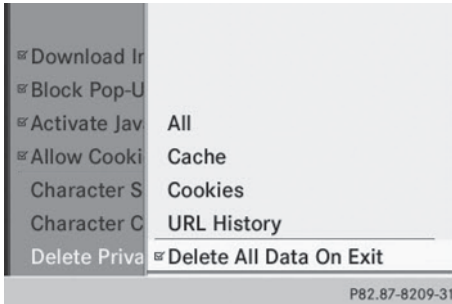 Download Ir
Block Pop-U
Activate Jav
Allow Cooki
Character S
Character C
Delete Priva
All
Cache
Cookies
URL History
Delete All Data On Exit
P82.87-8209-31